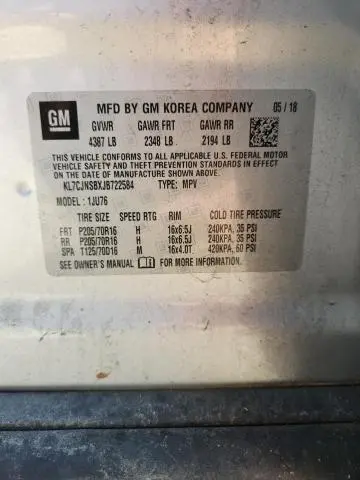 GM
MFD BY GM KOREA COMPANY 05 / 18
GVWR GAWR FRT GAWR RR
4387 LB 2348 LB 2194 LB
THIS VEHICLE CONFORMS TO ALL APPLICABLE U.S. FEDERAL MOTOR
VEHICLE SAFETY AND THEFT PREVENTION STANDARDS IN EFFECT ON THE
DATE OF MANUFACTURE SHOWN ABOVE.
KL7CJNSBXJB722584 TYPE: MPV
MODEL: 1JU76
TIRE SIZE SPEED RTG RIM COLD TIRE PRESSURE
FRT P205/70R16 H 16x6.5J 240KPA, 35 PSI
RR P205/70R16 H 16x6.5J 240KPA, 35 PSI
SPA T125/70D16 M 16x4.0T 420KPA, 60 PSI
SEE OWNER'S MANUAL FOR MORE INFORMATION.